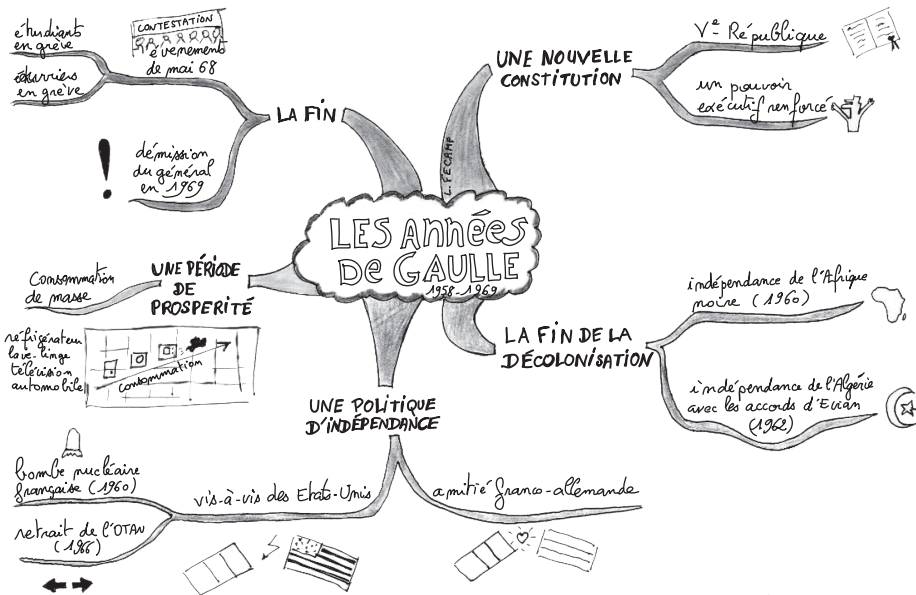 LES Années
De GAULLE
1958-1969
L. FECAMP
UNE NOUVELLE
CONSTITUTION
Ve République
un pouvoir
exécutif renforcé
LA FIN DE LA
DÉCOLONISATION
indépendance de l'Afrique
noire (1960)
indépendance de l'Algérie
avec les accords d'Evian
(1962)
UNE POLITIQUE
D'INDÉPENDANCE
amitié franco-allemande
vis-à-vis des Etats-Unis
bombe nucléaire
française (1960)
retrait de l'OTAN
(1966)
UNE PÉRIODE
DE
PROSPERITÉ
Consommation
de masse
réfrigérateur
lave-linge
télévision
automobile
consommation
LA FIN
CONTESTATION
événements
de mai 68
étudiants
en grève
ouvriers
en grève
démission
du général
en 1969
!